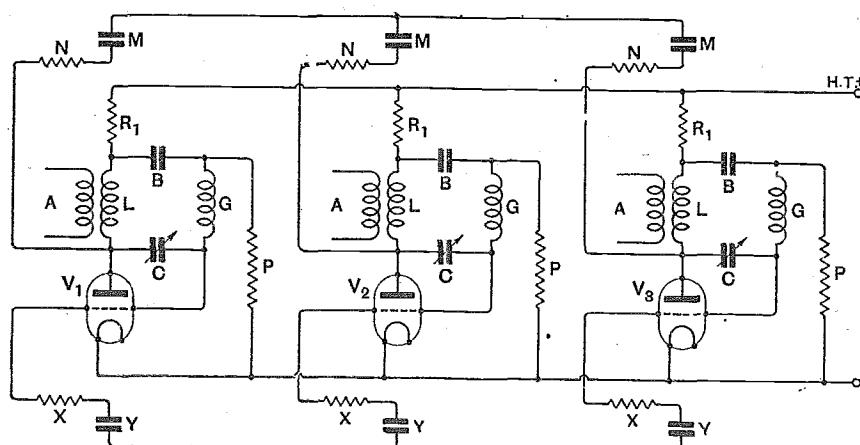 M M M
N N N
H.T.+
R1 R1 R1
B B B
A L G A L G A L G
C P C P C P
V1 V2 V3
X Y X Y X Y